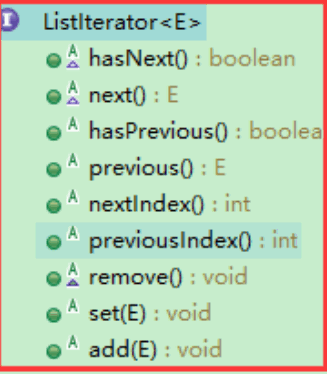 I ListIterator<E>
A hasNext() : boolean
A next() : E
A hasPrevious() : boolea
A previous() : E
A nextIndex() : int
A previousIndex() : int
A remove() : void
A set(E) : void
A add(E) : void